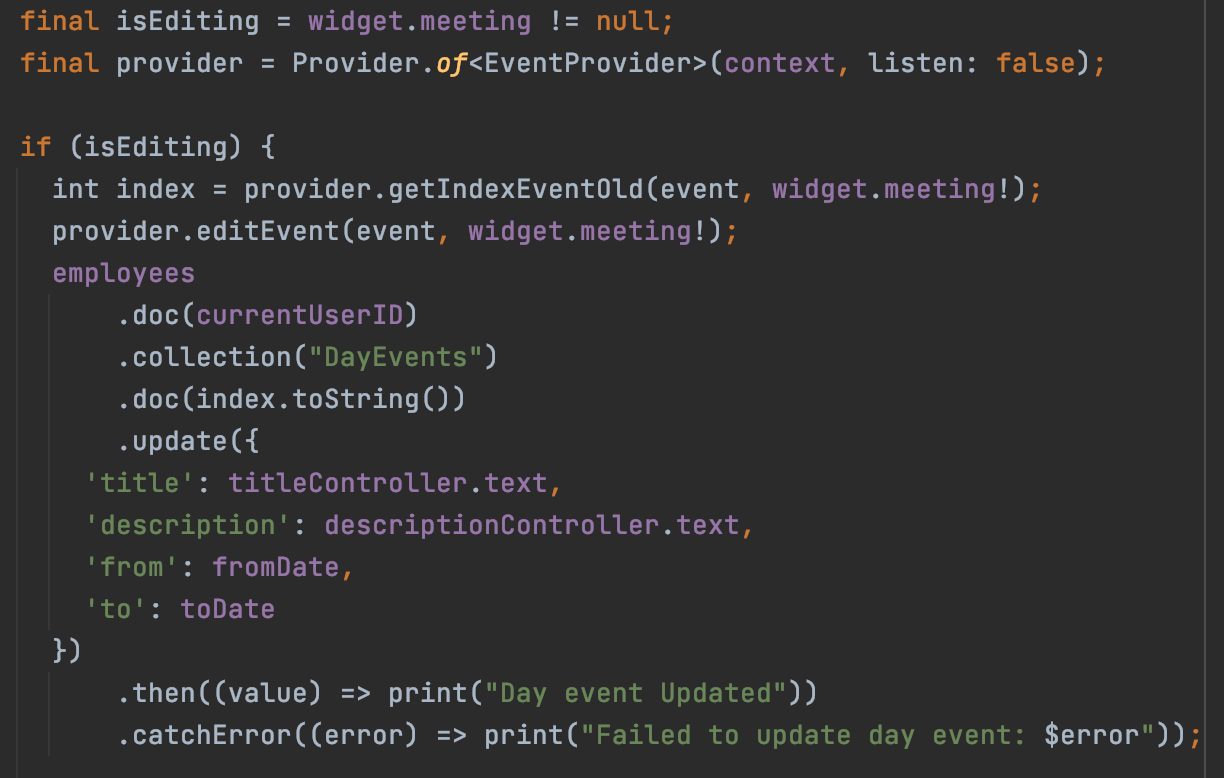 final isEditing = widget.meeting != null;
final provider = Provider.of<EventProvider>(context, listen: false);

if (isEditing) {
  int index = provider.getIndexEventOld(event, widget.meeting!);
  provider.editEvent(event, widget.meeting!);
  employees
      .doc(currentUserID)
      .collection("DayEvents")
      .doc(index.toString())
      .update({
    'title': titleController.text,
    'description': descriptionController.text,
    'from': fromDate,
    'to': toDate
  })
      .then((value) => print("Day event Updated"))
      .catchError((error) => print("Failed to update day event: $error"));